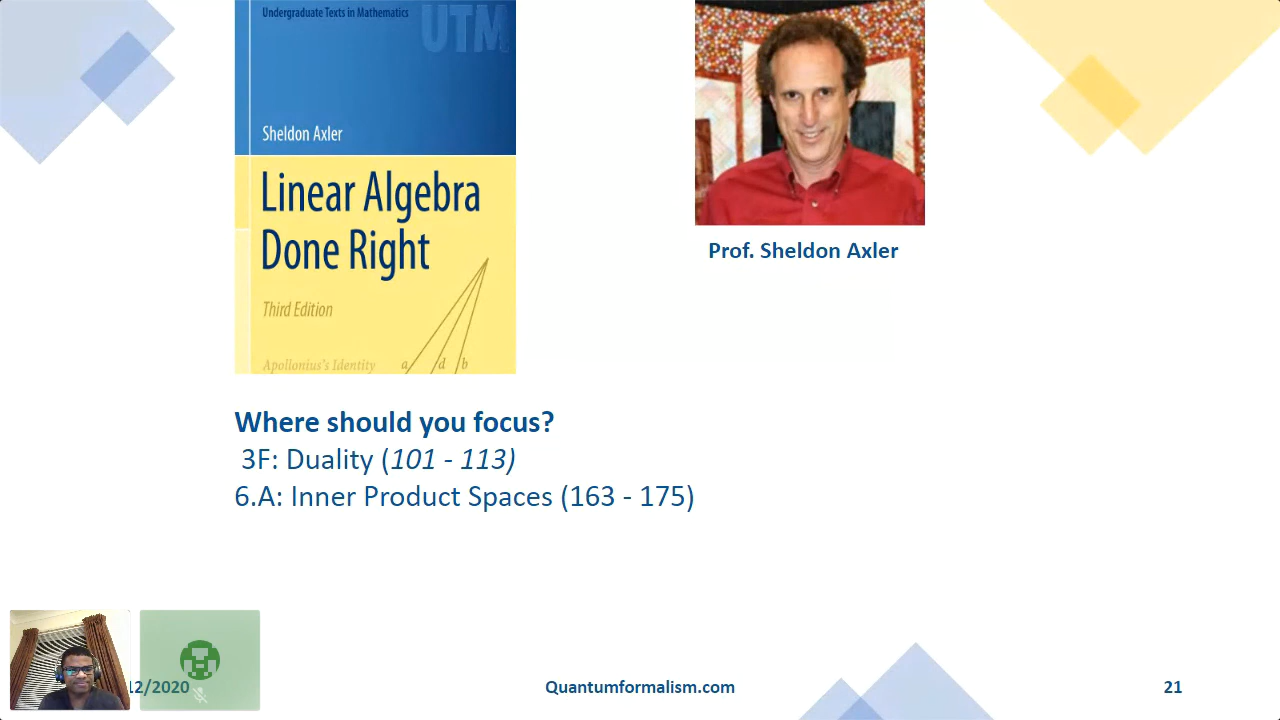 Undergraduate Texts in Mathematics
UTM
Sheldon Axler
Linear Algebra
Done Right
Third Edition
Apollonius's Identity
a d b
Prof. Sheldon Axler
Where should you focus?
3F: Duality (101 - 113)
6.A: Inner Product Spaces (163 - 175)
12/2020
Quantumformalism.com
21